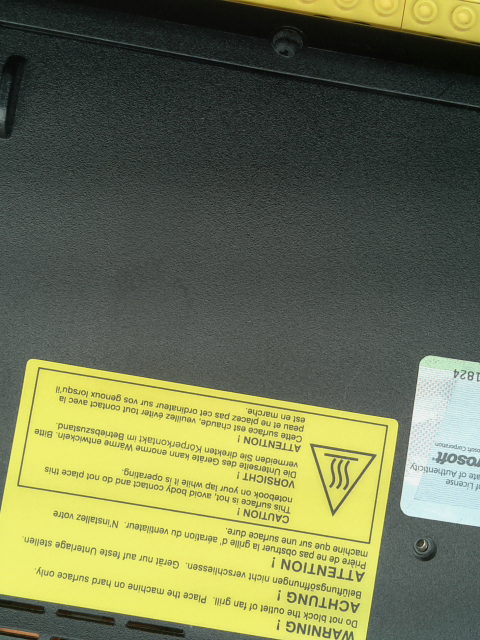 WARNING !
Do not block the outlet of fan grill. Place the machine on hard surface only.
ACHTUNG !
Belüftungsöffnungen nicht verschliessen. Gerät nur auf feste Unterlage stellen.
ATTENTION !
Prière de ne pas obstruer la grille d'aération du ventilateur. N'installez votre
machine que sur une surface dure.
CAUTION !
This surface is hot, avoid body contact and do not place this
notebook on your lap while it is operating.
VORSICHT !
Die Unterseite des Geräts kann enorme Wärme entwickeln. Bitte
vermeiden Sie direkten Körperkontakt im Betriebszustand.
ATTENTION !
Cette surface est chaude, veuillez éviter tout contact avec la
peau et ne placez pas cet ordinateur sur vos genoux lorsqu'il
est en marche.
of License
ate of Authenticity
rosoft
osoft Corporation
1824